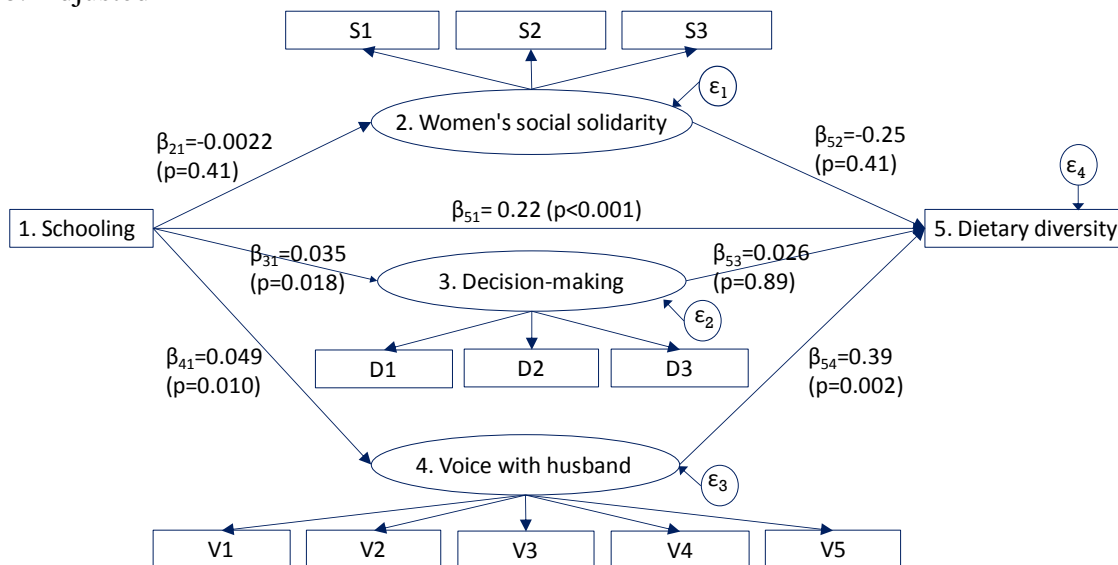 S1
S2
S3
ε1
2. Women's social solidarity
β21=-0.0022
(p=0.41)
β52=-0.25
(p=0.41)
ε4
β51= 0.22 (p<0.001)
1. Schooling
5. Dietary diversity
β31=0.035
(p=0.018)
β53=0.026
(p=0.89)
3. Decision-making
ε2
D1
D2
D3
β41=0.049
(p=0.010)
β54=0.39
(p=0.002)
4. Voice with husband
ε3
V1
V2
V3
V4
V5